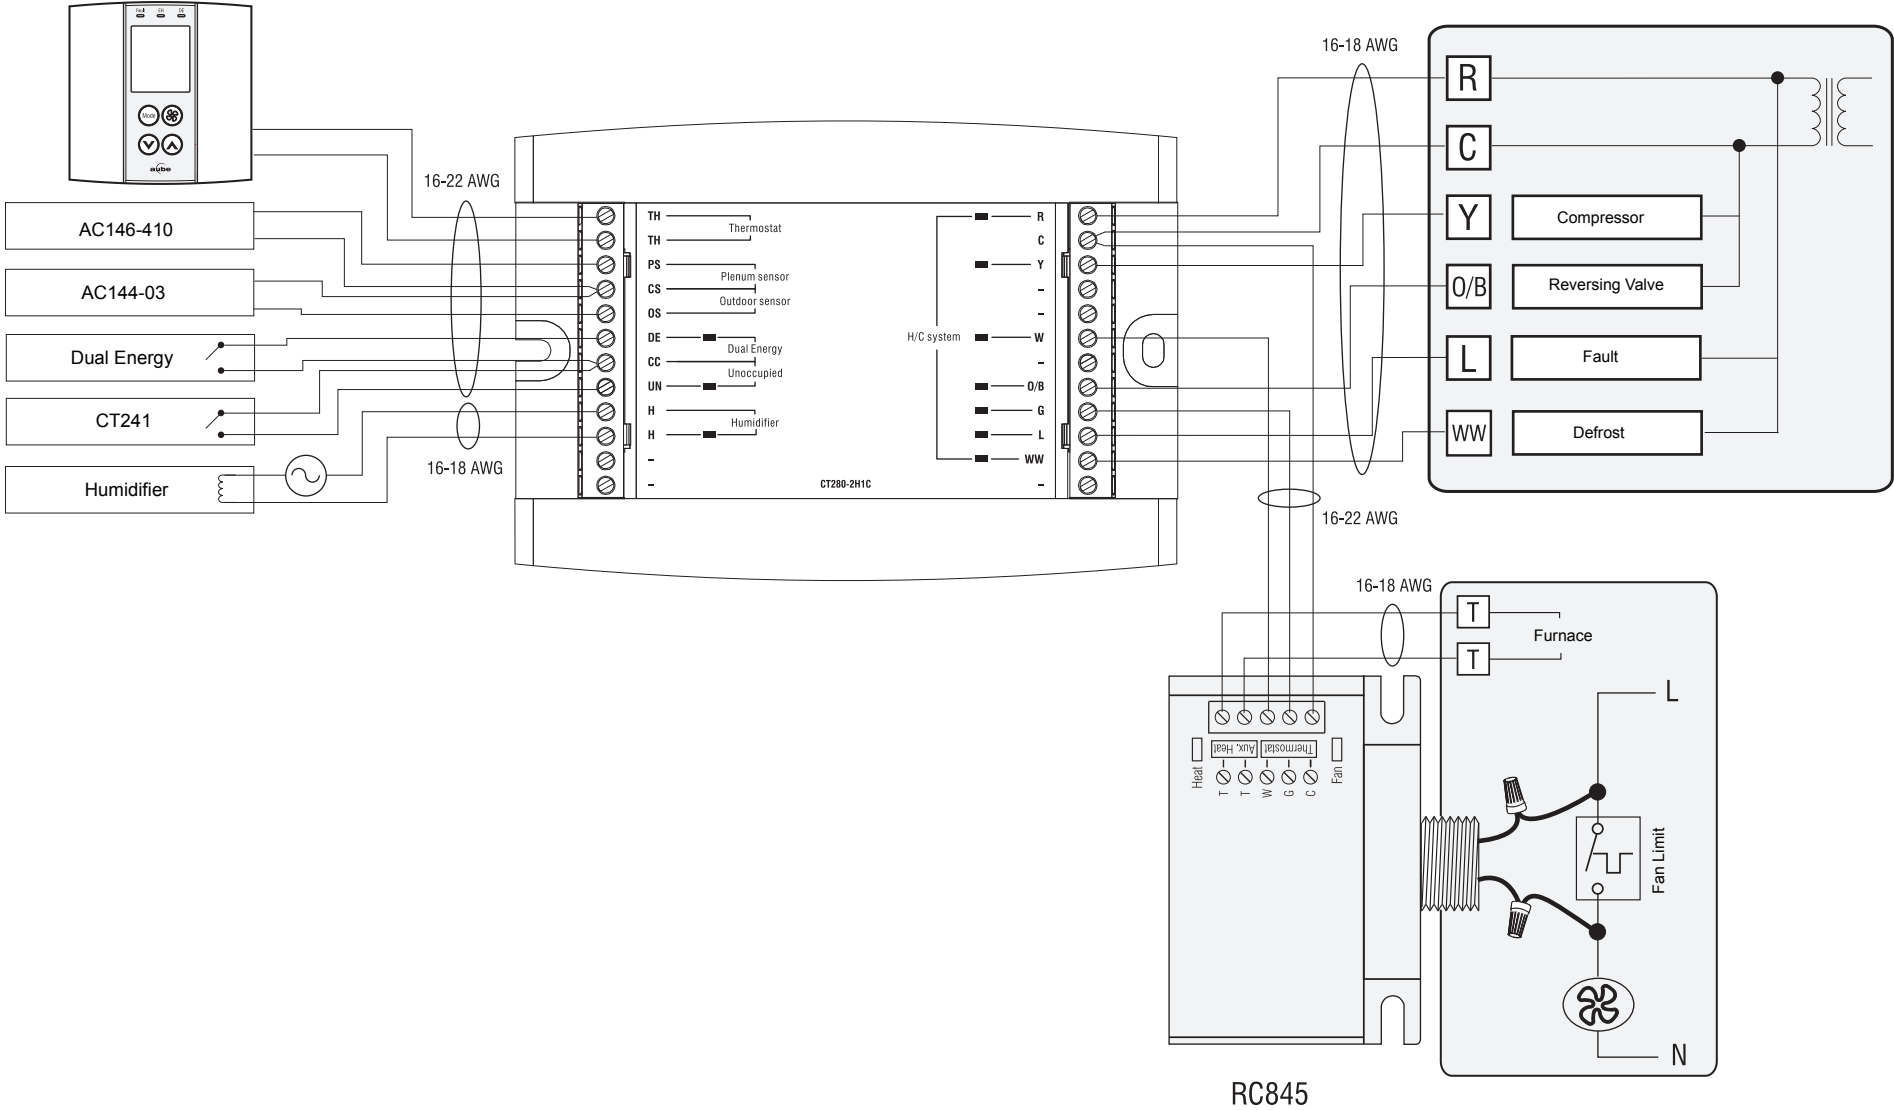 Fault EH DE
Mode
aube
AC146-410
AC144-03
Dual Energy
CT241
Humidifier
16-22 AWG
16-18 AWG
TH
Thermostat
TH
PS
Plenum sensor
CS
Outdoor sensor
OS
DE
Dual Energy
CC
Unoccupied
UN
H
Humidifier
H
-
-
CT280-2H1C
H/C system
R
C
Y
-
-
W
-
O/B
G
L
WW
-
16-18 AWG
R
C
Y
Compressor
O/B
Reversing Valve
L
Fault
WW
Defrost
16-22 AWG
16-18 AWG
T
Furnace
T
Heat
Aux. Heat
Thermostat
Fan
T T W G C
L
Fan Limit
N
RC845